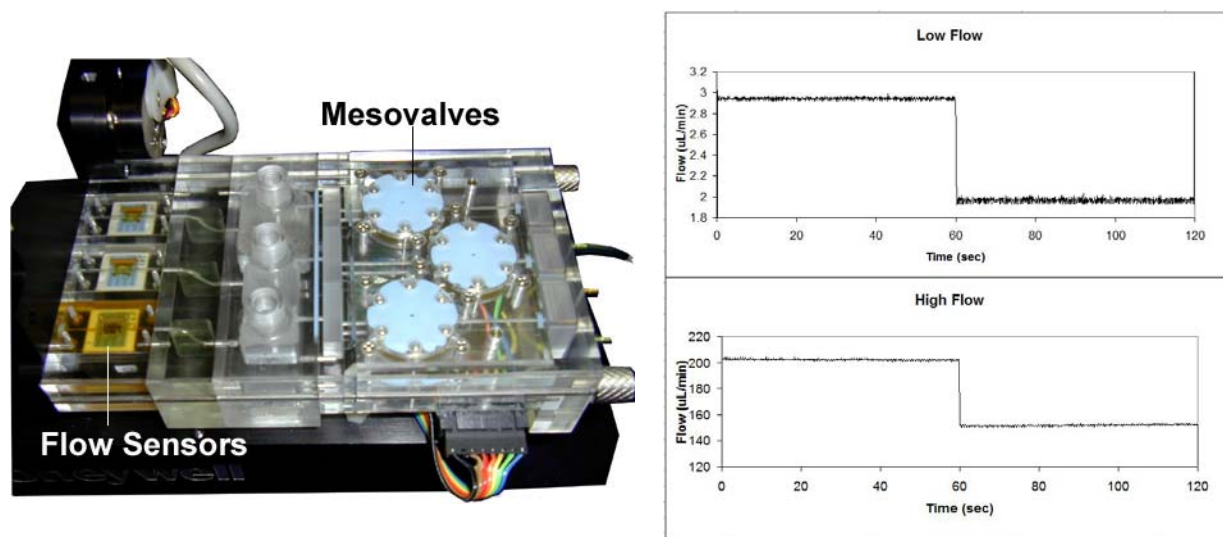 Mesovalves
Flow Sensors
Low Flow
Flow (uL/min)
3.2
3
2.8
2.6
2.4
2.2
2
1.8
0 20 40 60 80 100 120
Time (sec)
High Flow
Flow (uL/min)
220
200
180
160
140
120
0 20 40 60 80 100 120
Time (sec)